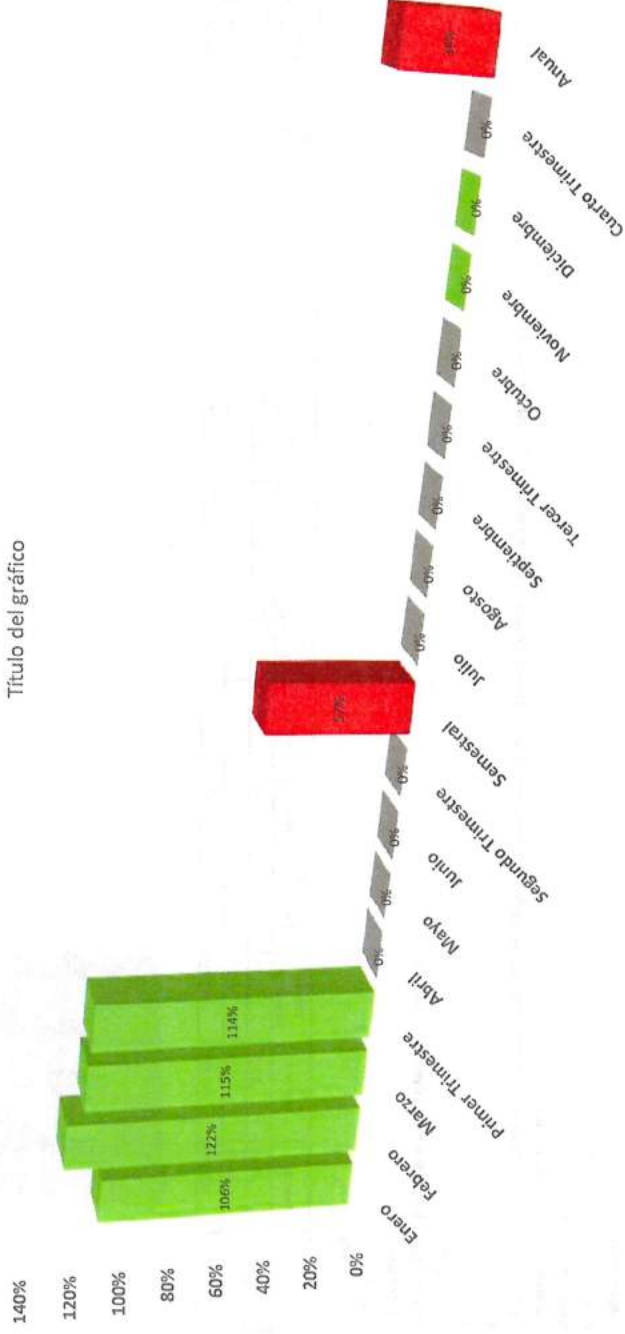 Título del gráfico
140%
120%
100%
80%
60%
40%
20%
0%
106%
122%
115%
114%
0%
0%
0%
0%
57%
0%
0%
0%
0%
0%
0%
0%
0%
Enero
Febrero
Marzo
Primer Trimestre
Abril
Mayo
Junio
Segundo Trimestre
Semestral
Julio
Agosto
Septiembre
Tercer Trimestre
Octubre
Noviembre
Diciembre
Cuarto Trimestre
Anual